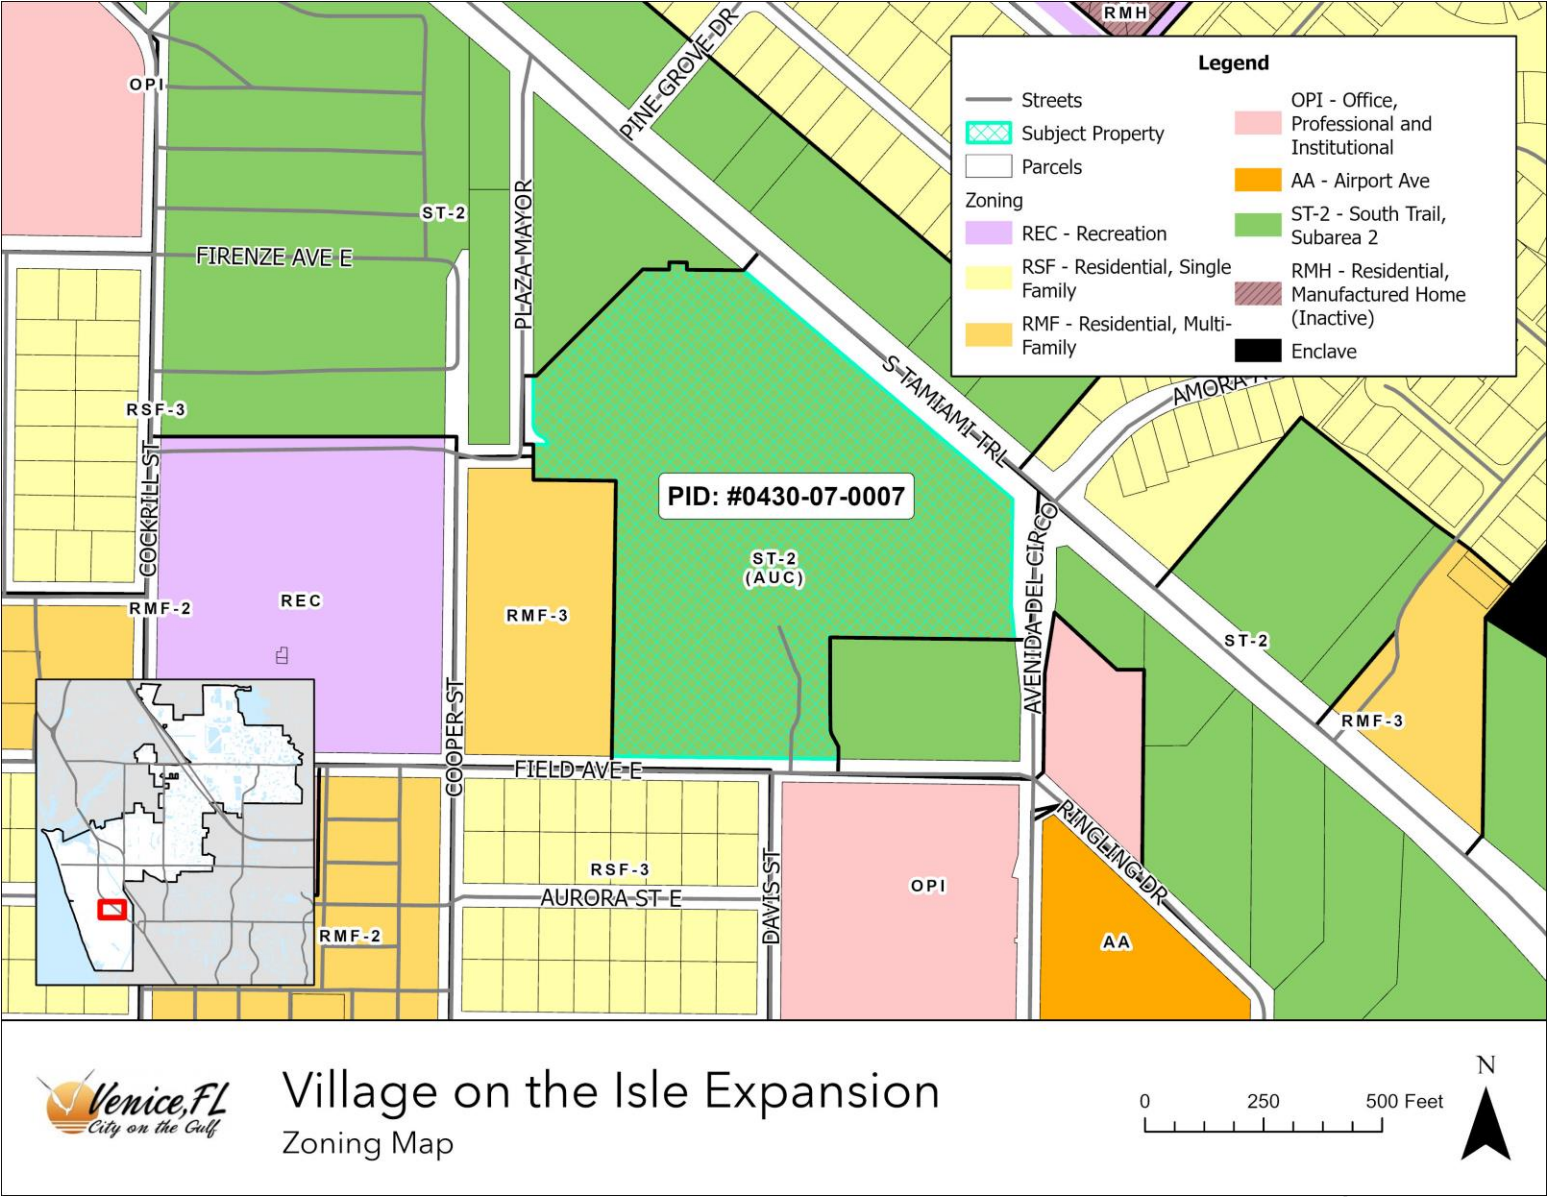 RMH
PINE GROVE DR
OPI
Legend
Streets
Subject Property
Parcels
Zoning
REC - Recreation
RSF - Residential, Single
Family
RMF - Residential, Multi-
Family
OPI - Office,
Professional and
Institutional
AA - Airport Ave
ST-2 - South Trail,
Subarea 2
RMH - Residential,
Manufactured Home
(Inactive)
Enclave
ST-2
PLAZA MAYOR
FIRENZE AVE E
S TAMIAMI TRL
AMORA
RSF-3
COCKRILL ST
PID: #0430-07-0007
ST-2
(AUC)
AVENIDA DEL CIRCO
REC
RMF-2
RMF-3
ST-2
COOPER ST
RMF-3
FIELD AVE E
RINGLING DR
RSF-3
AURORA ST E
DAVIS ST
OPI
RMF-2
AA
Venice, FL
City on the Gulf
Village on the Isle Expansion
Zoning Map
0 250 500 Feet
N